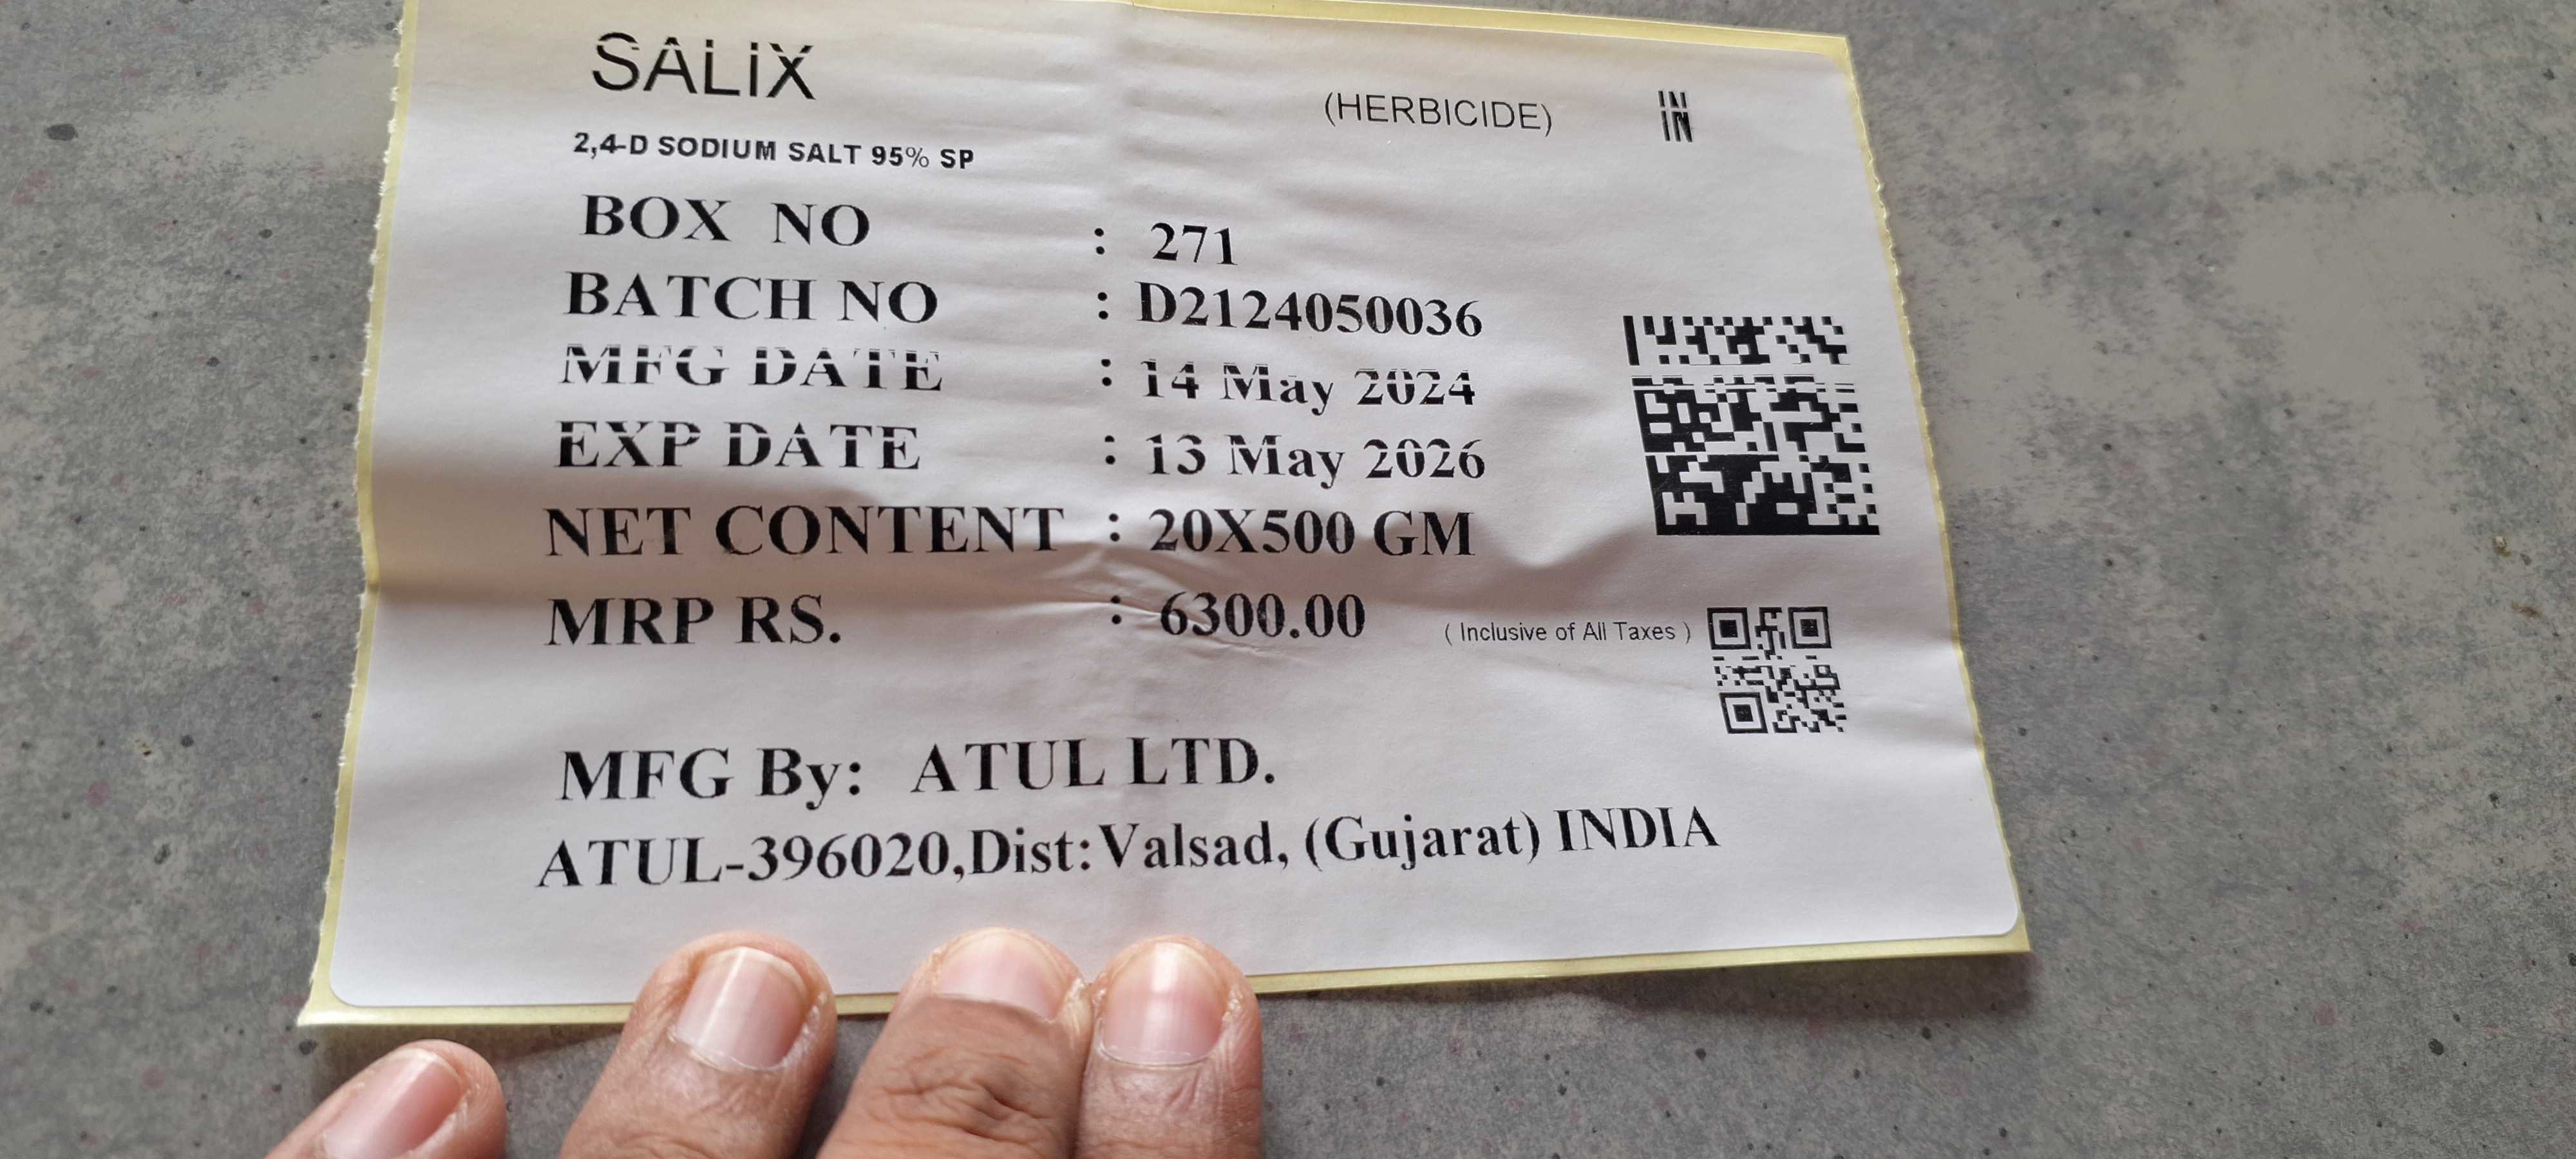 SALiX
(HERBICIDE)
IN
IN
2,4-D SODIUM SALT 95% SP
BOX NO : 271
BATCH NO : D2124050036
MFG DATE : 14 May 2024
EXP DATE : 13 May 2026
NET CONTENT : 20X500 GM
MRP RS. : 6300.00 ( Inclusive of All Taxes )
MFG By: ATUL LTD.
ATUL-396020,Dist:Valsad, (Gujarat) INDIA